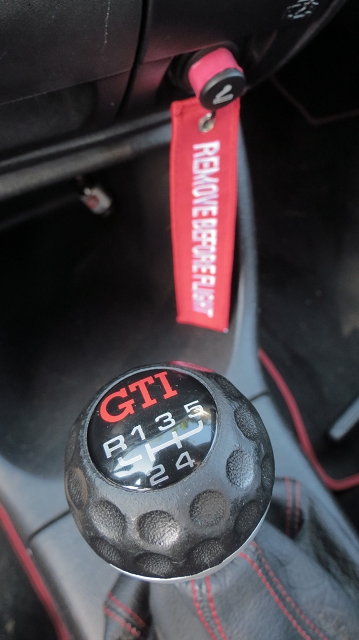 REMOVE BEFORE FLIGHT
GTI
R 1 3 5
2 4